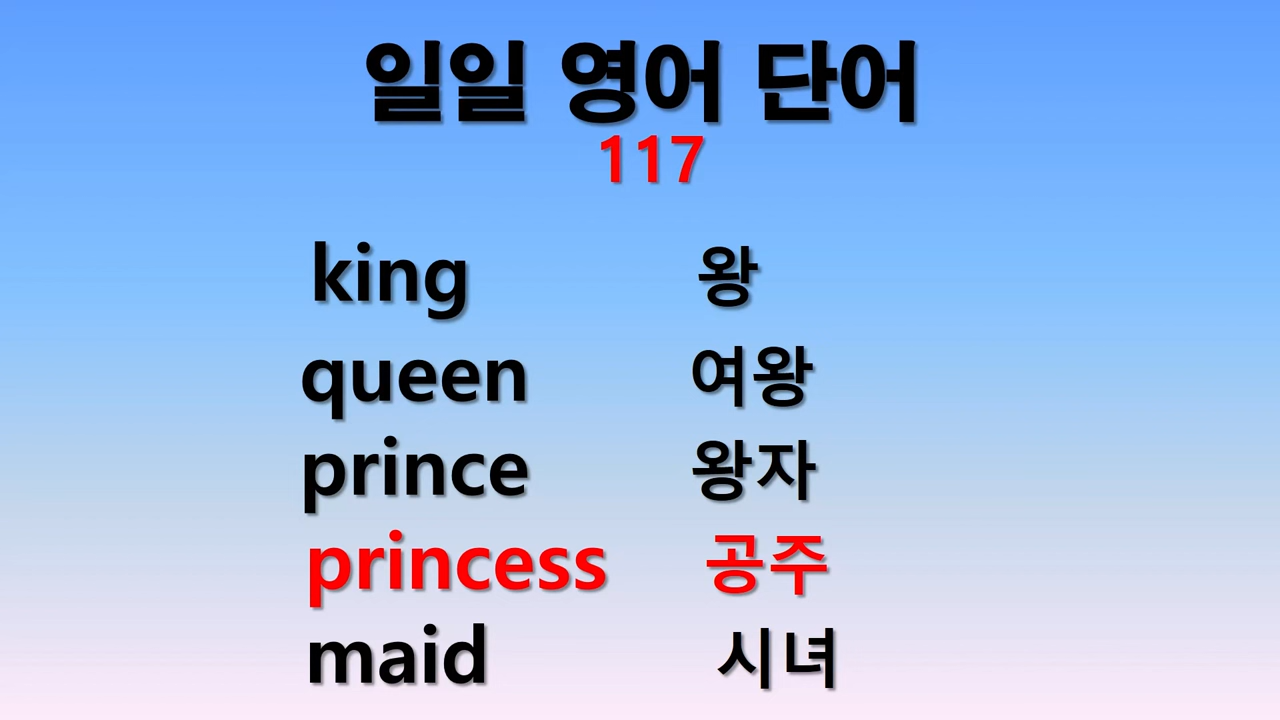 일일 영어 단어
117
king 왕
queen 여왕
prince 왕자
princess 공주
maid 시녀